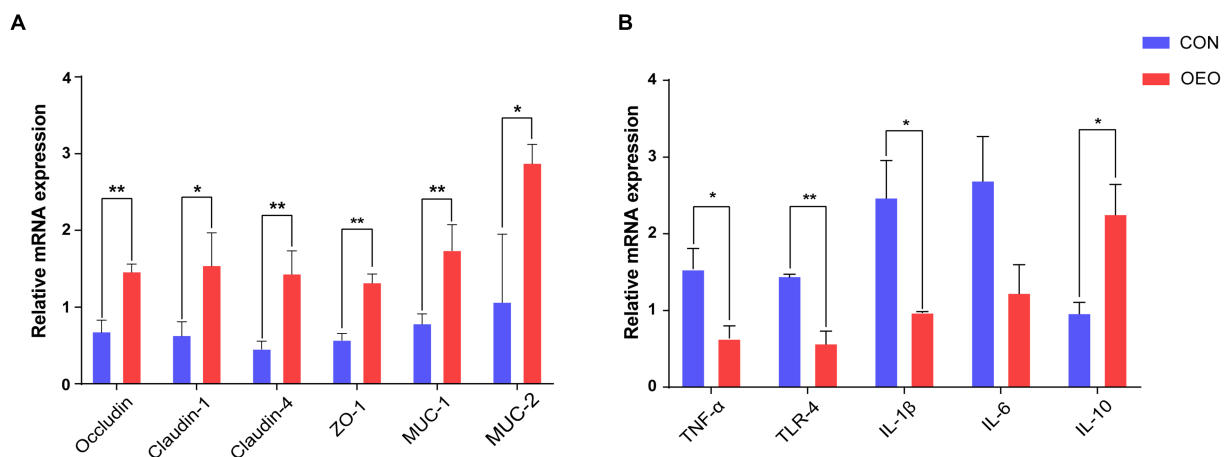 A
Relative mRNA expression
4
3
2
1
0
**
*
**
**
**
*
Occludin
Claudin-1
Claudin-4
ZO-1
MUC-1
MUC-2
B
CON
OEO
Relative mRNA expression
4
3
2
1
0
*
**
*
*
TNF-α
TLR-4
IL-1β
IL-6
IL-10